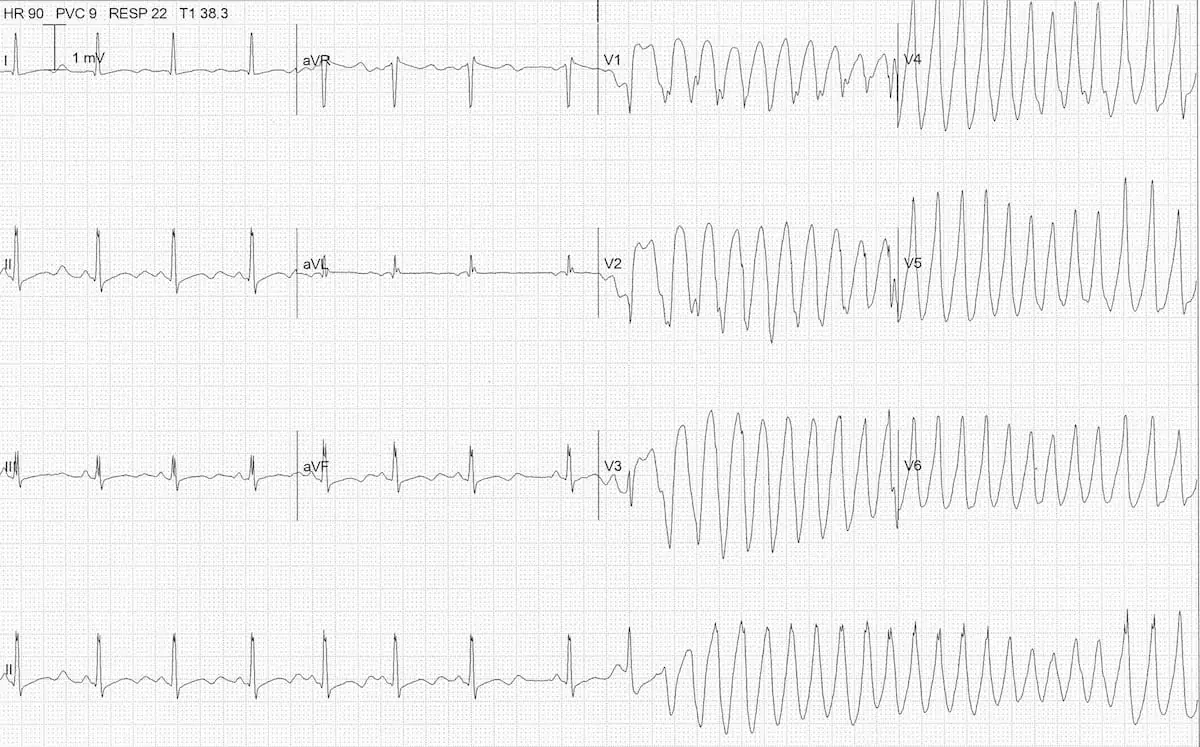 HR 90 PVC 9 RESP 22 T1 38.3
1 mV
I aVR V1 V4
II aVL V2 V5
III aVF V3 V6
II